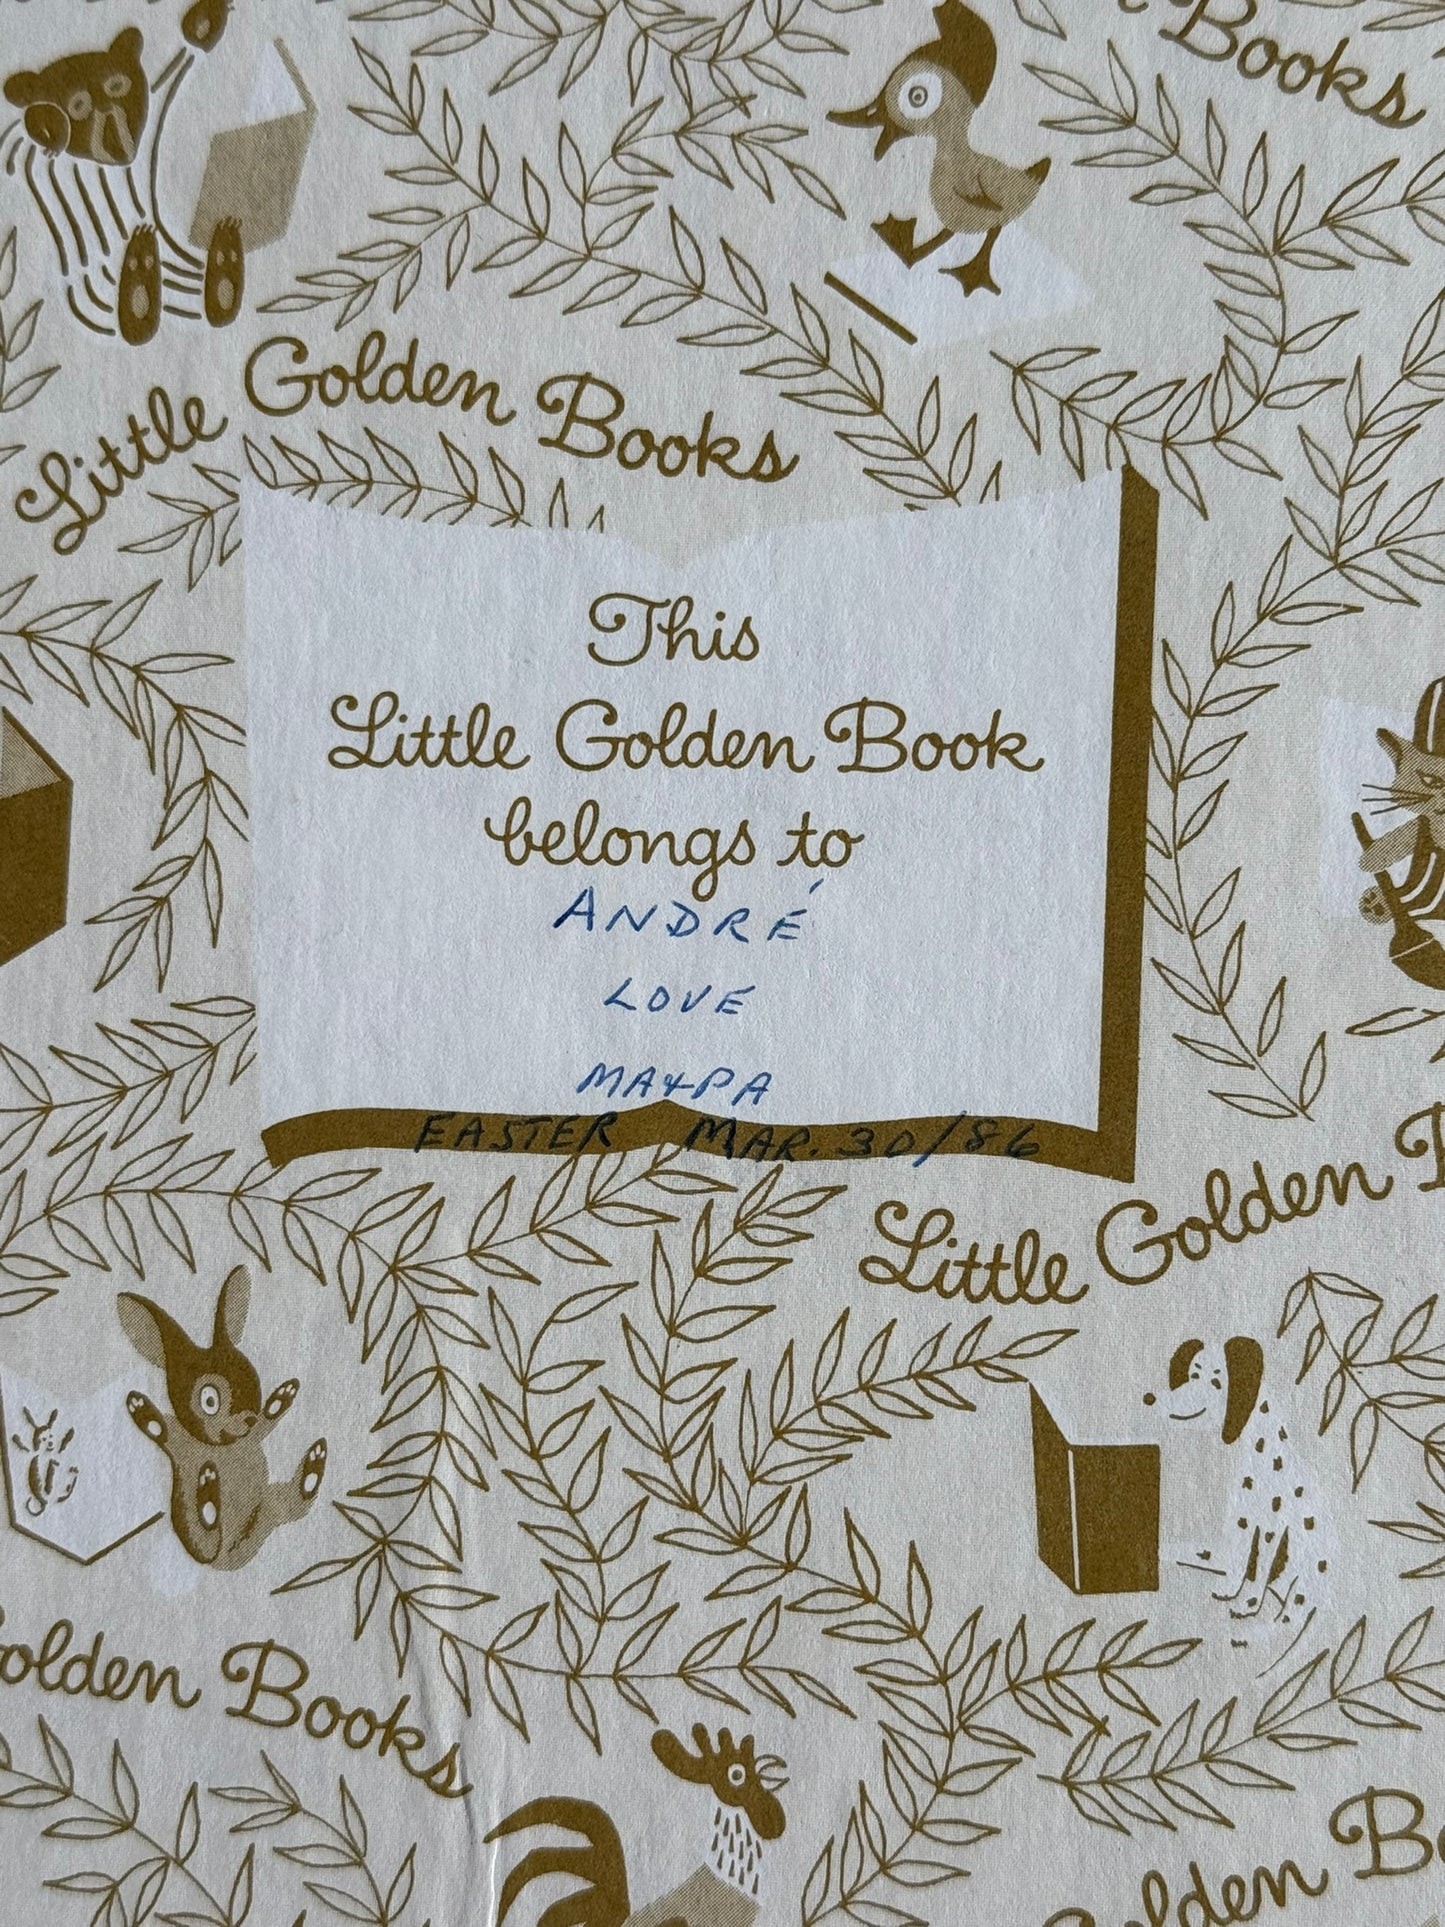 Books
Little Golden Books
This
Little Golden Book
belongs to
ANDRÉ
LOVE
MA & PA
EASTER MAR. 30/86
Little Golden
Golden Books
Golden